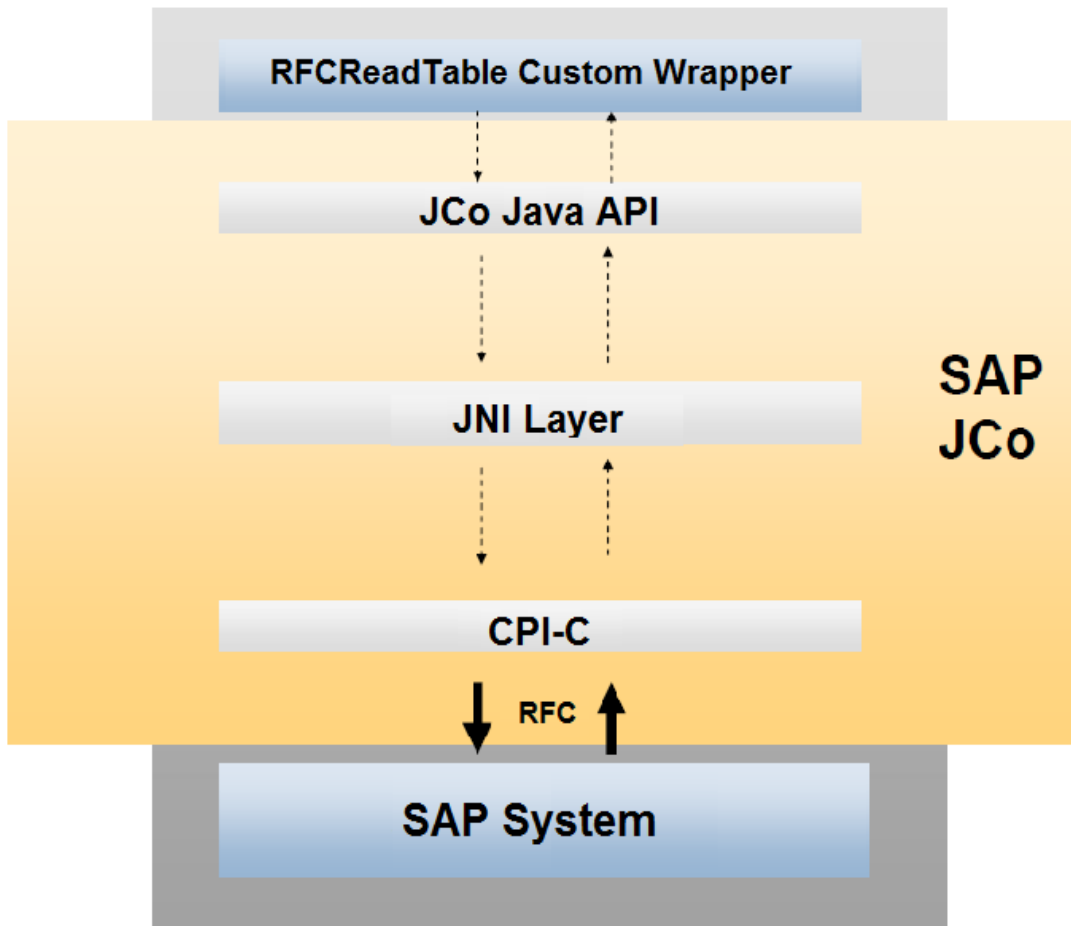 RFCReadTable Custom Wrapper
JCo Java API
JNI Layer
SAP
JCo
CPI-C
RFC
SAP System